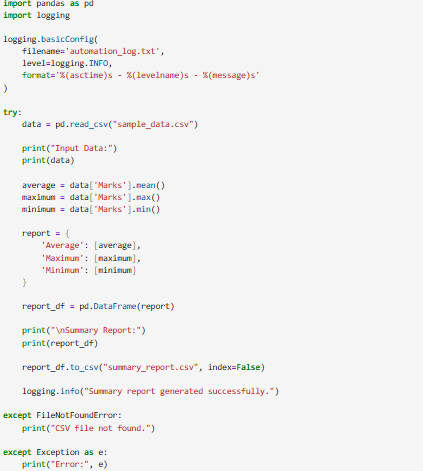 import pandas as pd
import logging

logging.basicConfig(
    filename='automation_log.txt',
    level=logging.INFO,
    format='%(asctime)s - %(levelname)s - %(message)s'
)

try:
    data = pd.read_csv("sample_data.csv")

    print("Input Data:")
    print(data)

    average = data['Marks'].mean()
    maximum = data['Marks'].max()
    minimum = data['Marks'].min()

    report = {
        'Average': [average],
        'Maximum': [maximum],
        'Minimum': [minimum]
    }

    report_df = pd.DataFrame(report)

    print("\nSummary Report:")
    print(report_df)

    report_df.to_csv("summary_report.csv", index=False)

    logging.info("Summary report generated successfully.")

except FileNotFoundError:
    print("CSV file not found.")

except Exception as e:
    print("Error:", e)